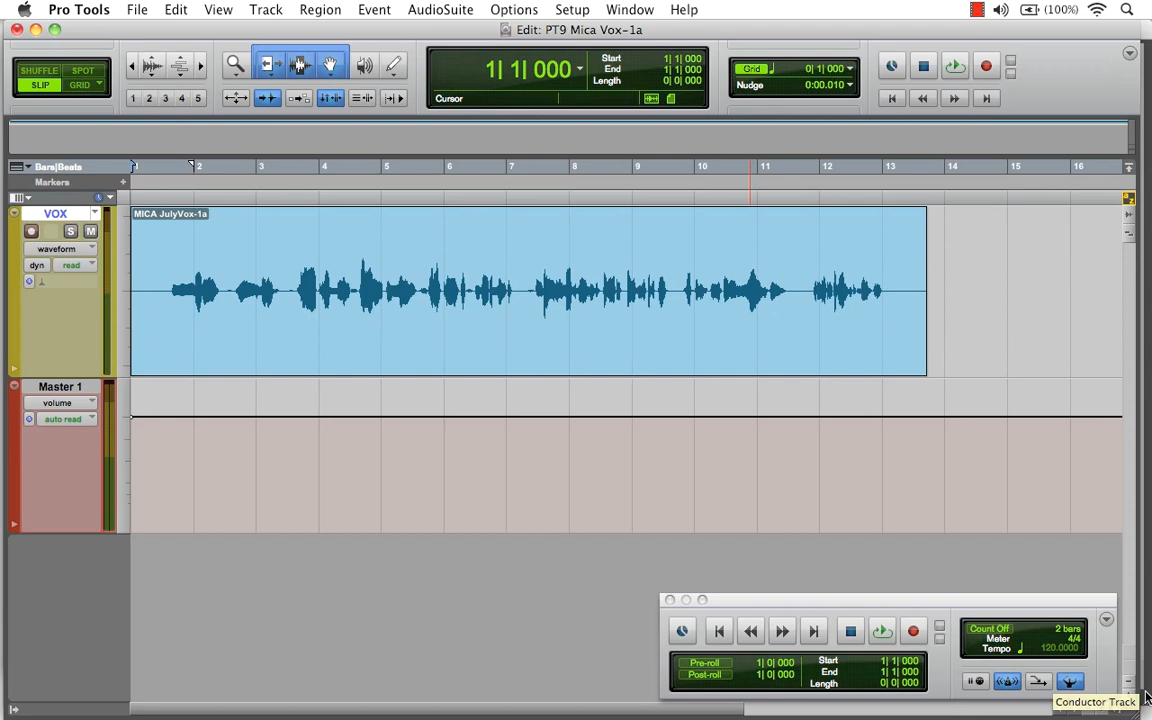 Pro Tools File Edit View Track Region Event AudioSuite Options Setup Window Help (100%)
Edit: PT9 Mica Vox-1a
SHUFFLE SPOT
SLIP GRID
1 2 3 4 5
1| 1| 000
Start 1| 1| 000
End 1| 1| 000
Length 0| 0| 000
Cursor
Grid 0| 1| 000
Nudge 0:00.010
Bars|Beats 1 2 3 4 5 6 7 8 9 10 11 12 13 14 15 16
Markers
VOX
MICA JulyVox-1a
S M
waveform
dyn read
Master 1
volume
auto read
Count Off 2 bars
Meter 4/4
Tempo 120.0000
Pre-roll 1| 0| 000
Post-roll 1| 0| 000
Start 1| 1| 000
End 1| 1| 000
Length 0| 0| 000
Conductor Track